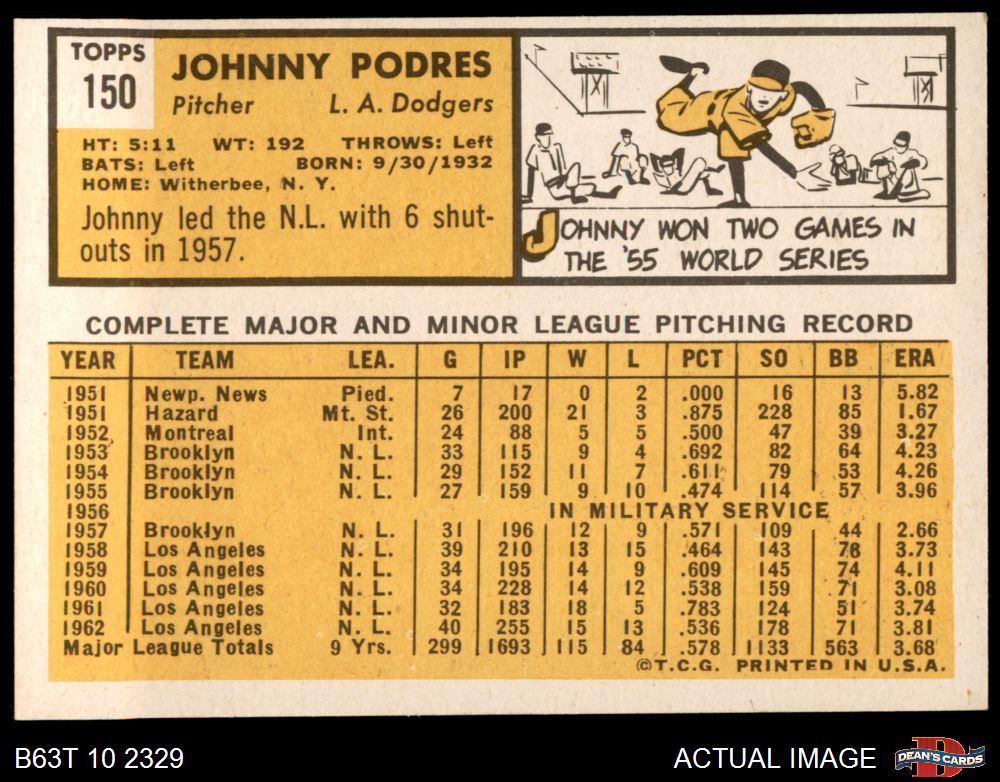 TOPPS
150
JOHNNY PODRES
Pitcher L. A. Dodgers
HT: 5:11 WT: 192 THROWS: Left
BATS: Left BORN: 9/30/1932
HOME: Witherbee, N. Y.
Johnny led the N.L. with 6 shut-
outs in 1957.
JOHNNY WON TWO GAMES IN
THE '55 WORLD SERIES
COMPLETE MAJOR AND MINOR LEAGUE PITCHING RECORD
YEAR TEAM LEA. G IP W L PCT SO BB ERA
1951 Newp. News Pied. 7 17 0 2 .000 16 13 5.82
1951 Hazard Mt. St. 26 200 21 3 .875 228 85 1.67
1952 Montreal Int. 24 88 5 5 .500 47 39 3.27
1953 Brooklyn N. L. 33 115 9 4 .692 82 64 4.23
1954 Brooklyn N. L. 29 152 11 7 .611 79 53 4.26
1955 Brooklyn N. L. 27 159 9 10 .474 114 57 3.96
1956 IN MILITARY SERVICE
1957 Brooklyn N. L. 31 196 12 9 .571 109 44 2.66
1958 Los Angeles N. L. 39 210 13 15 .464 143 78 3.73
1959 Los Angeles N. L. 34 195 14 9 .609 145 74 4.11
1960 Los Angeles N. L. 34 228 14 12 .538 159 71 3.08
1961 Los Angeles N. L. 32 183 18 5 .783 124 51 3.74
1962 Los Angeles N. L. 40 255 15 13 .536 178 71 3.81
Major League Totals 9 Yrs. 299 1693 115 84 .578 1133 563 3.68
©T.C.G. PRINTED IN U.S.A.
B63T 10 2329 ACTUAL IMAGE
D
DEAN'S CARDS